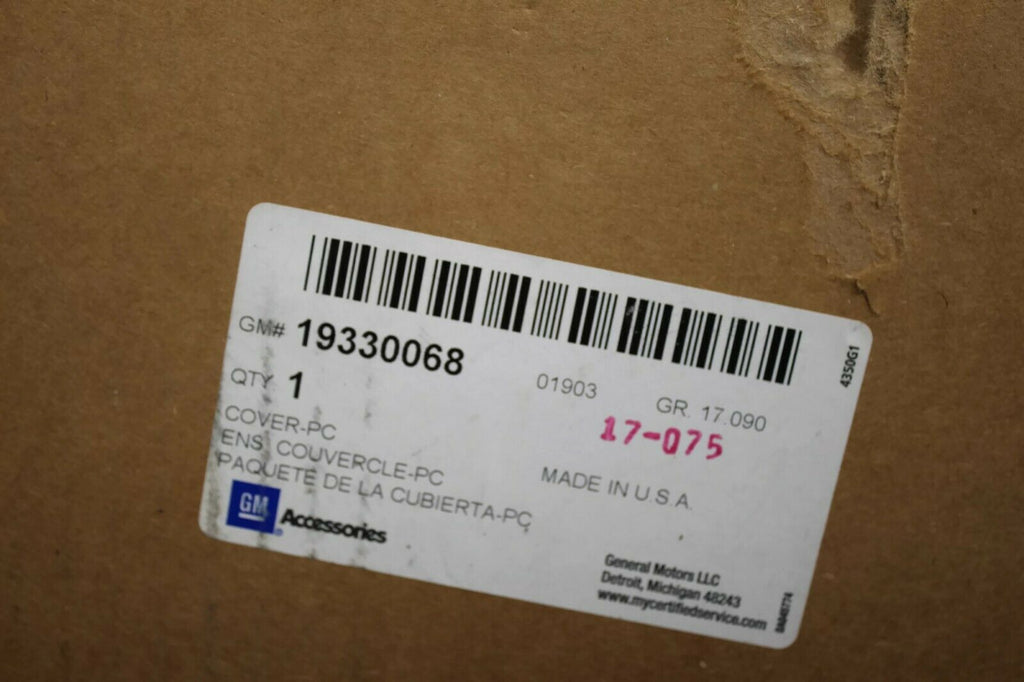 GM# 19330068
4350G1
QTY 1
01903
GR. 17.090
17-075
COVER-PC
ENS COUVERCLE-PC
PAQUETE DE LA CUBIERTA-PC
MADE IN U.S.A.
GM Accessories
General Motors LLC
Detroit, Michigan 48243
www.mycertifiedservice.com